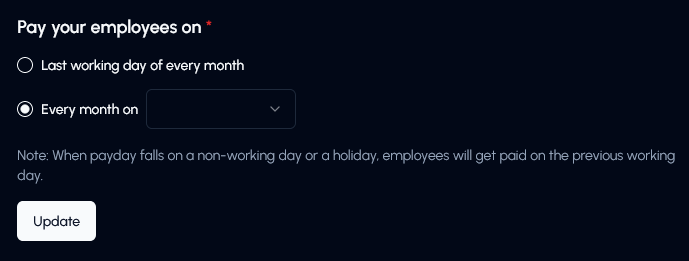 Pay your employees on *
Last working day of every month
Every month on
Note: When payday falls on a non-working day or a holiday, employees will get paid on the previous working
day.
Update